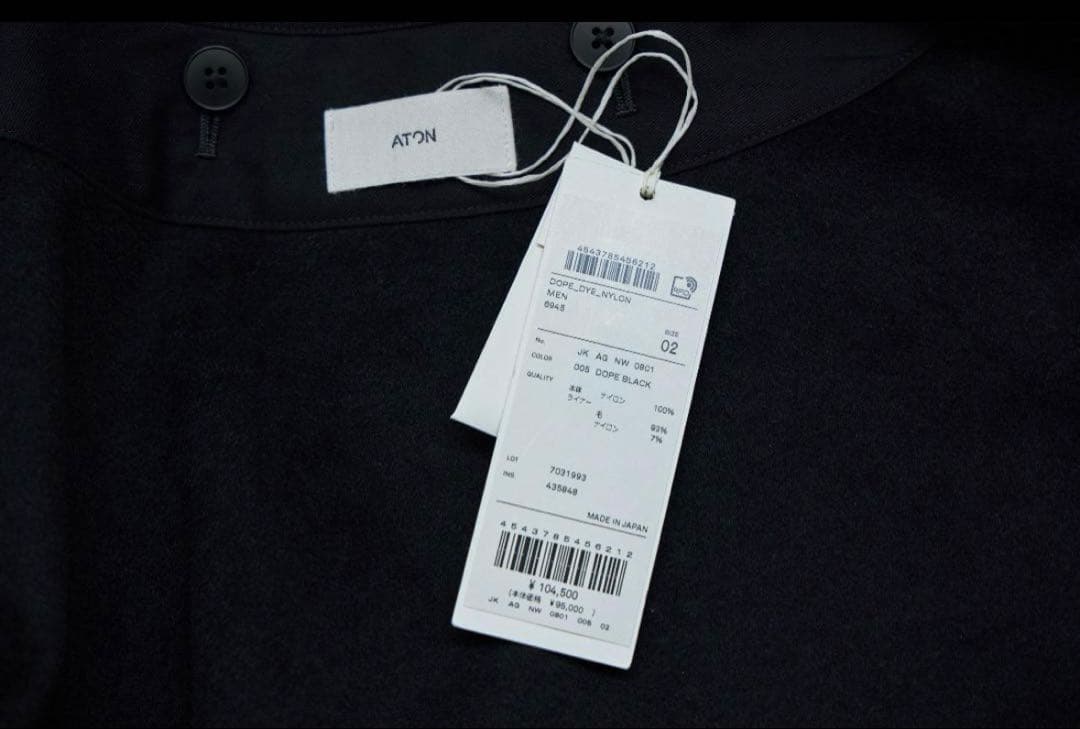 ATON
4543785456212
RFID
DOPE_DYE_NYLON
MEN
6945
SIZE
02
No. JK AG NW 0801
COLOR 005 DOPE BLACK
QUALITY 本体 ナイロン 100%
ライナー
毛 93%
ナイロン 7%
LOT 7031993
INS. 435848
MADE IN JAPAN
4543785456212
¥ 104,500
(本体価格 ¥95,000 )
JK AG NW 0801 005 02